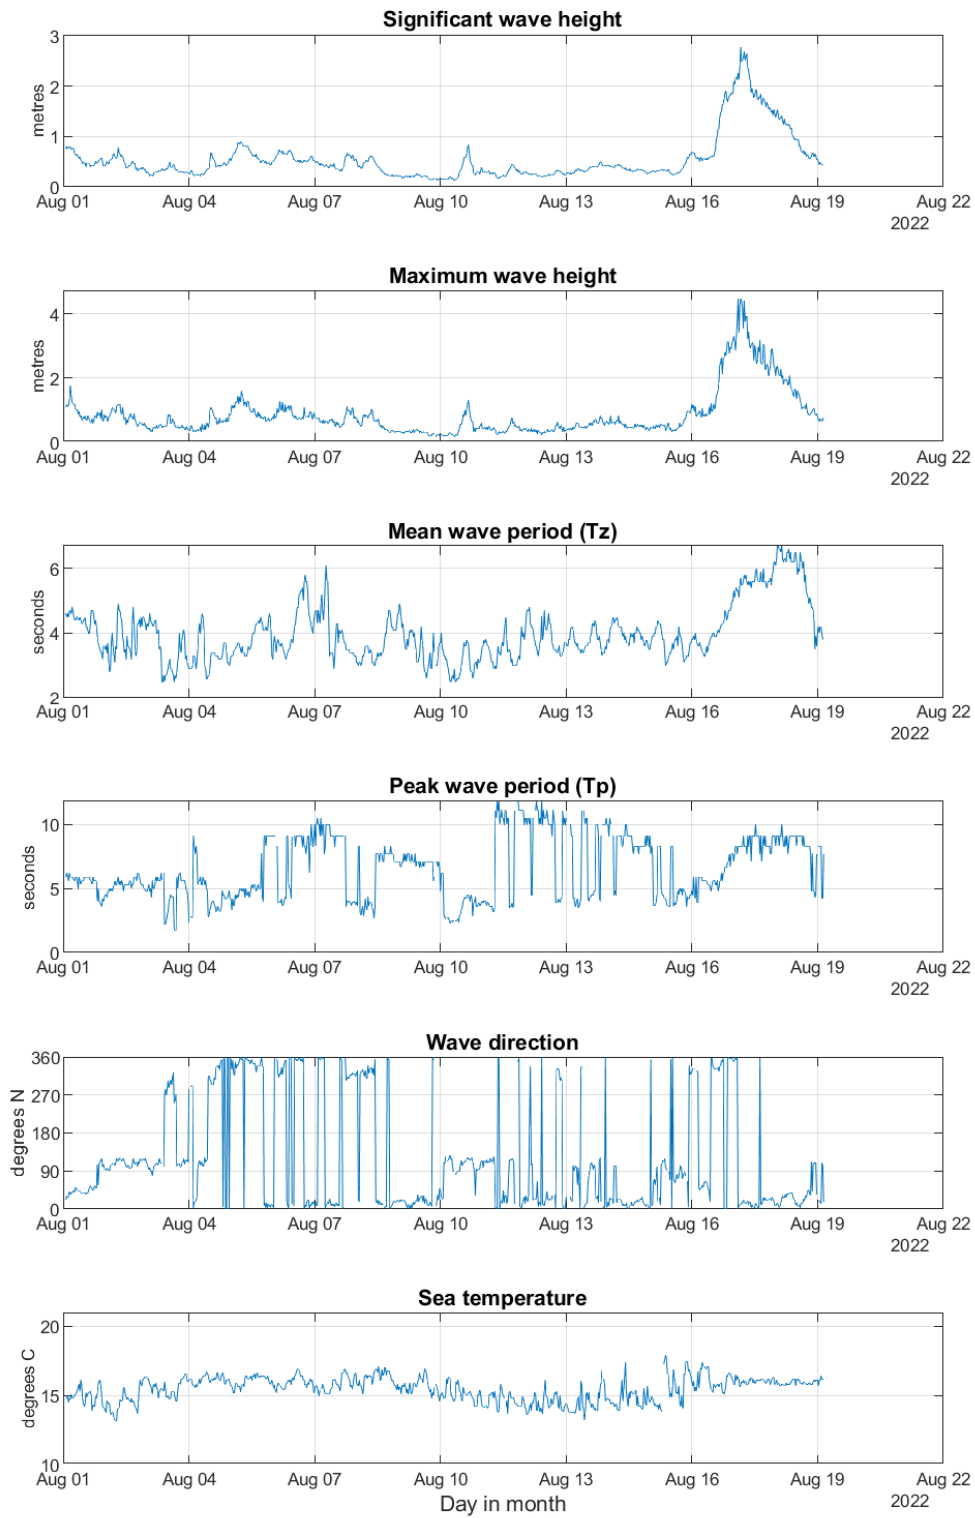 Significant wave height
3
2
1
0
metres
Aug 01 Aug 04 Aug 07 Aug 10 Aug 13 Aug 16 Aug 19 Aug 22
2022
Maximum wave height
4
2
0
metres
Aug 01 Aug 04 Aug 07 Aug 10 Aug 13 Aug 16 Aug 19 Aug 22
2022
Mean wave period (Tz)
6
4
2
seconds
Aug 01 Aug 04 Aug 07 Aug 10 Aug 13 Aug 16 Aug 19 Aug 22
2022
Peak wave period (Tp)
10
5
0
seconds
Aug 01 Aug 04 Aug 07 Aug 10 Aug 13 Aug 16 Aug 19 Aug 22
2022
Wave direction
360
270
180
90
0
degrees N
Aug 01 Aug 04 Aug 07 Aug 10 Aug 13 Aug 16 Aug 19 Aug 22
2022
Sea temperature
20
15
10
degrees C
Aug 01 Aug 04 Aug 07 Aug 10 Aug 13 Aug 16 Aug 19 Aug 22
Day in month
2022